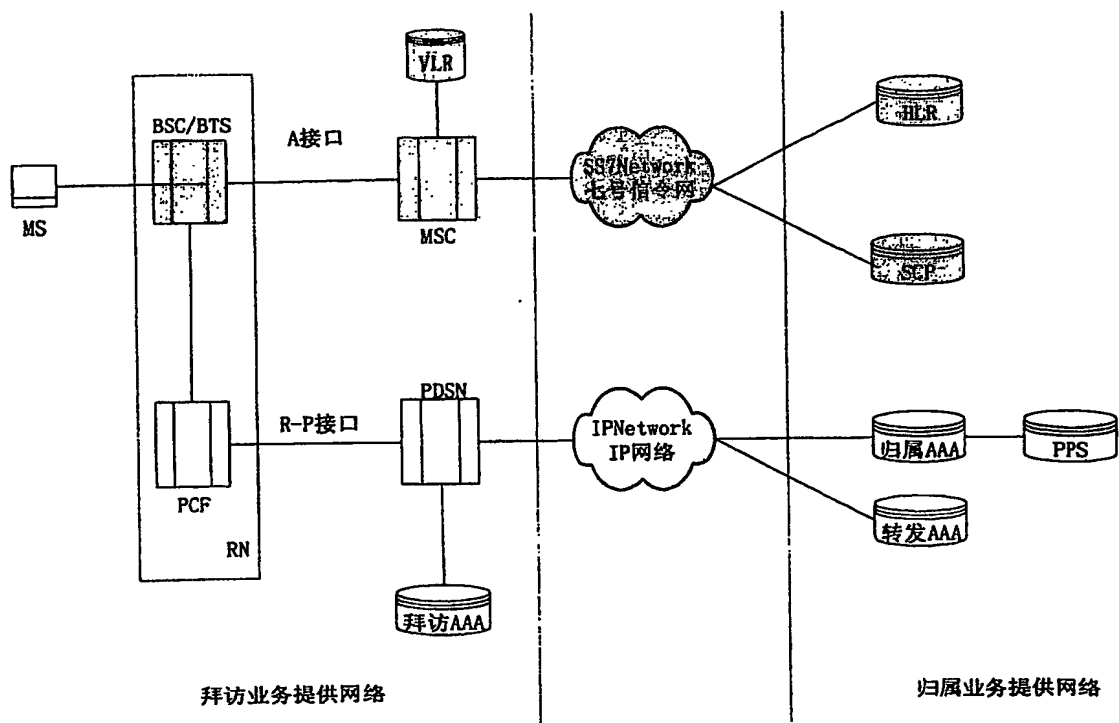 VLR
BSC/BTS
A接口
HLR
SS7Network
七号信令网
MS
MSC
SCP
PDSN
R-P接口
IPNetwork
IP网络
归属AAA
PPS
PCF
转发AAA
RN
拜访AAA
拜访业务提供网络
归属业务提供网络